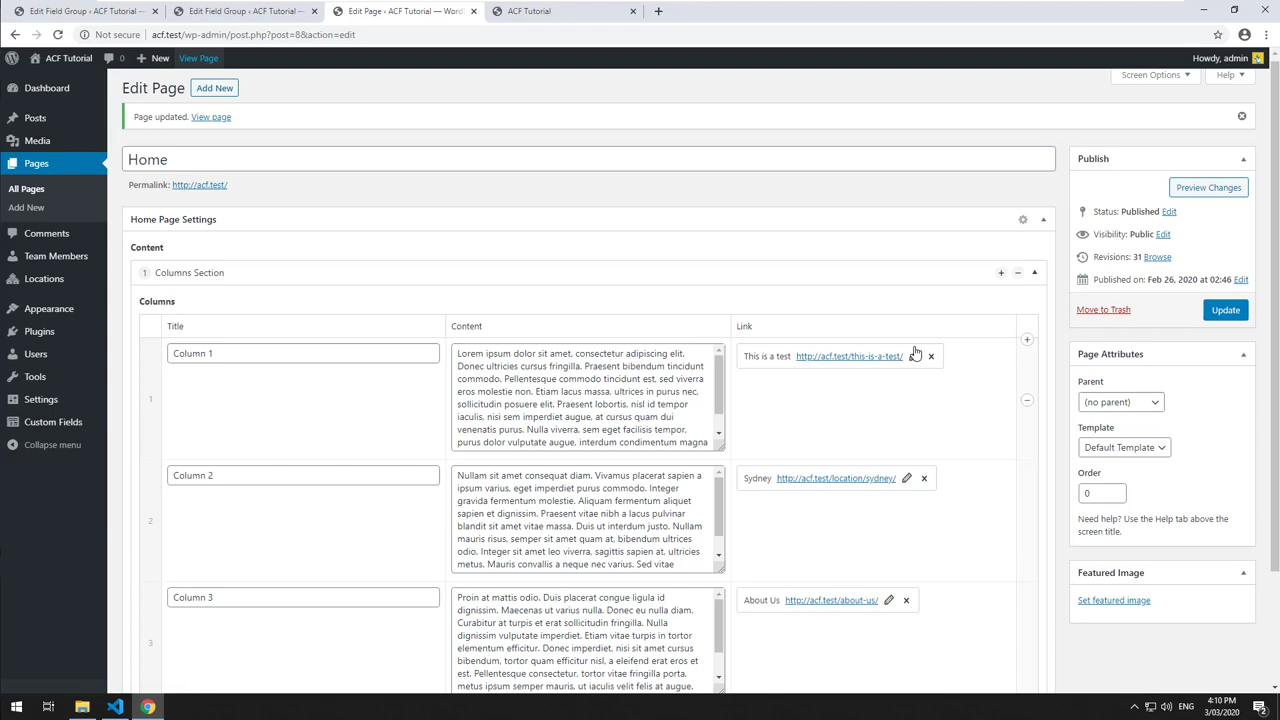 Edit Field Group ‹ ACF Tutorial —
Edit Field Group ‹ ACF Tutorial —
Edit Page ‹ ACF Tutorial — Word
ACF Tutorial
Not secure
acf.test/wp-admin/post.php?post=8&action=edit
ACF Tutorial
0
New
View Page
Howdy, admin
Screen Options
Help
Dashboard
Posts
Media
Pages
All Pages
Add New
Comments
Team Members
Locations
Appearance
Plugins
Users
Tools
Settings
Custom Fields
Collapse menu
Edit Page
Add New
Page updated. View page
Home
Permalink: http://acf.test/
Home Page Settings
Content
1 Columns Section
Columns
Title
Content
Link
1
Column 1
Lorem ipsum dolor sit amet, consectetur adipiscing elit.
Donec ultricies cursus fringilla. Praesent bibendum tincidunt
commodo. Pellentesque commodo tincidunt est, sed viverra
eros molestie non. Etiam lacus massa, ultrices in purus nec,
sollicitudin posuere elit. Praesent lobortis, nisl id tempor
iaculis, nisi sem imperdiet augue, at cursus quam dui
venenatis purus. Nulla viverra, sem eget facilisis tempor,
purus dolor vulputate augue, interdum condimentum magna
This is a test http://acf.test/this-is-a-test/
2
Column 2
Nullam sit amet consequat diam. Vivamus placerat sapien a
ipsum varius, eget imperdiet purus commodo. Integer
gravida fermentum molestie. Aliquam fermentum aliquet
sapien et dignissim. Praesent vitae nibh a lacus pulvinar
blandit sit amet vitae massa. Duis ut interdum justo. Nullam
mauris risus, semper sit amet quam at, bibendum ultrices
odio. Integer sit amet leo viverra, sagittis sapien at, ultricies
metus. Mauris convallis a neque nec varius. Sed vitae
Sydney http://acf.test/location/sydney/
3
Column 3
Proin at mattis odio. Duis placerat congue ligula id
dignissim. Maecenas ut varius nulla. Donec eu nulla diam.
Curabitur at turpis et erat sollicitudin fringilla. Nulla
dignissim vulputate imperdiet. Etiam vitae turpis in tortor
elementum efficitur. Donec imperdiet, nisi sit amet cursus
bibendum, tortor quam efficitur nisl, a eleifend erat eros et
est. Pellentesque consectetur, tortor vitae fringilla porta,
metus ipsum semper mauris, ut iaculis velit felis at augue.
About Us http://acf.test/about-us/
Publish
Preview Changes
Status: Published Edit
Visibility: Public Edit
Revisions: 31 Browse
Published on: Feb 26, 2020 at 02:46 Edit
Move to Trash
Update
Page Attributes
Parent
(no parent)
Template
Default Template
Order
0
Need help? Use the Help tab above the
screen title.
Featured Image
Set featured image
ENG
4:10 PM
3/03/2020
2